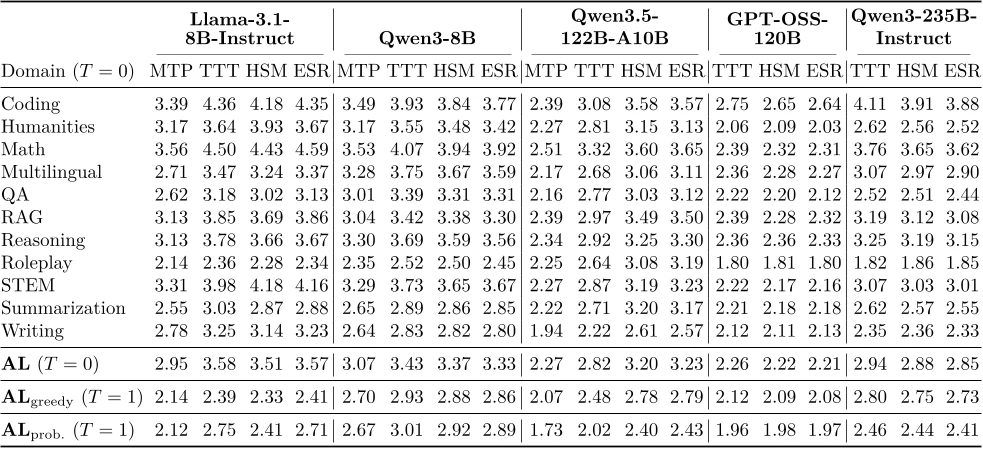 Llama-3.1-8B-Instruct Qwen3-8B Qwen3.5-122B-A10B GPT-OSS-120B Qwen3-235B-Instruct
Domain (T = 0) MTP TTT HSM ESR MTP TTT HSM ESR MTP TTT HSM ESR TTT HSM ESR TTT HSM ESR
Coding 3.39 4.36 4.18 4.35 3.49 3.93 3.84 3.77 2.39 3.08 3.58 3.57 2.75 2.65 2.64 4.11 3.91 3.88
Humanities 3.17 3.64 3.93 3.67 3.17 3.55 3.48 3.42 2.27 2.81 3.15 3.13 2.06 2.09 2.03 2.62 2.56 2.52
Math 3.56 4.50 4.43 4.59 3.53 4.07 3.94 3.92 2.51 3.32 3.60 3.65 2.39 2.32 2.31 3.76 3.65 3.62
Multilingual 2.71 3.47 3.24 3.37 3.28 3.75 3.67 3.59 2.17 2.68 3.06 3.11 2.36 2.28 2.27 3.07 2.97 2.90
QA 2.62 3.18 3.02 3.13 3.01 3.39 3.31 3.31 2.16 2.77 3.03 3.12 2.22 2.20 2.12 2.52 2.51 2.44
RAG 3.13 3.85 3.69 3.86 3.04 3.42 3.38 3.30 2.39 2.97 3.49 3.50 2.39 2.28 2.32 3.19 3.12 3.08
Reasoning 3.13 3.78 3.66 3.67 3.30 3.69 3.59 3.56 2.34 2.92 3.25 3.30 2.36 2.36 2.33 3.25 3.19 3.15
Roleplay 2.14 2.36 2.28 2.34 2.35 2.52 2.50 2.45 2.25 2.64 3.08 3.19 1.80 1.81 1.80 1.82 1.86 1.85
STEM 3.31 3.98 4.18 4.16 3.29 3.73 3.65 3.67 2.27 2.87 3.19 3.23 2.22 2.17 2.16 3.07 3.03 3.01
Summarization 2.55 3.03 2.87 2.88 2.65 2.89 2.86 2.85 2.22 2.71 3.20 3.17 2.21 2.18 2.18 2.62 2.57 2.55
Writing 2.78 3.25 3.14 3.23 2.64 2.83 2.82 2.80 1.94 2.22 2.61 2.57 2.12 2.11 2.13 2.35 2.36 2.33
AL (T = 0) 2.95 3.58 3.51 3.57 3.07 3.43 3.37 3.33 2.27 2.82 3.20 3.23 2.26 2.22 2.21 2.94 2.88 2.85
ALgreedy (T = 1) 2.14 2.39 2.33 2.41 2.70 2.93 2.88 2.86 2.07 2.48 2.78 2.79 2.12 2.09 2.08 2.80 2.75 2.73
ALprob. (T = 1) 2.12 2.75 2.41 2.71 2.67 3.01 2.92 2.89 1.73 2.02 2.40 2.43 1.96 1.98 1.97 2.46 2.44 2.41